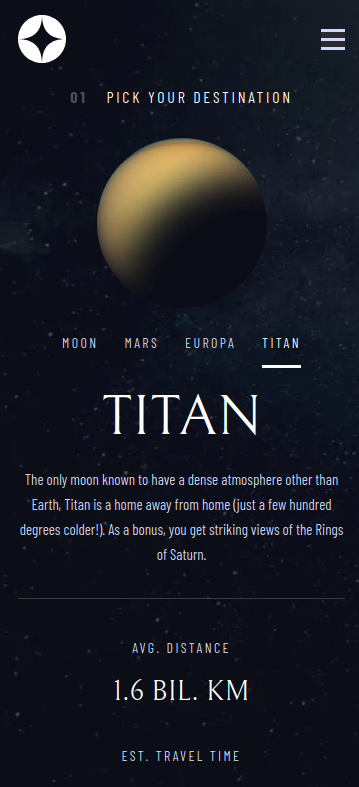 01 PICK YOUR DESTINATION
MOON MARS EUROPA TITAN
TITAN
The only moon known to have a dense atmosphere other than
Earth, Titan is a home away from home (just a few hundred
degrees colder!). As a bonus, you get striking views of the Rings
of Saturn.
AVG. DISTANCE
1.6 BIL. KM
EST. TRAVEL TIME